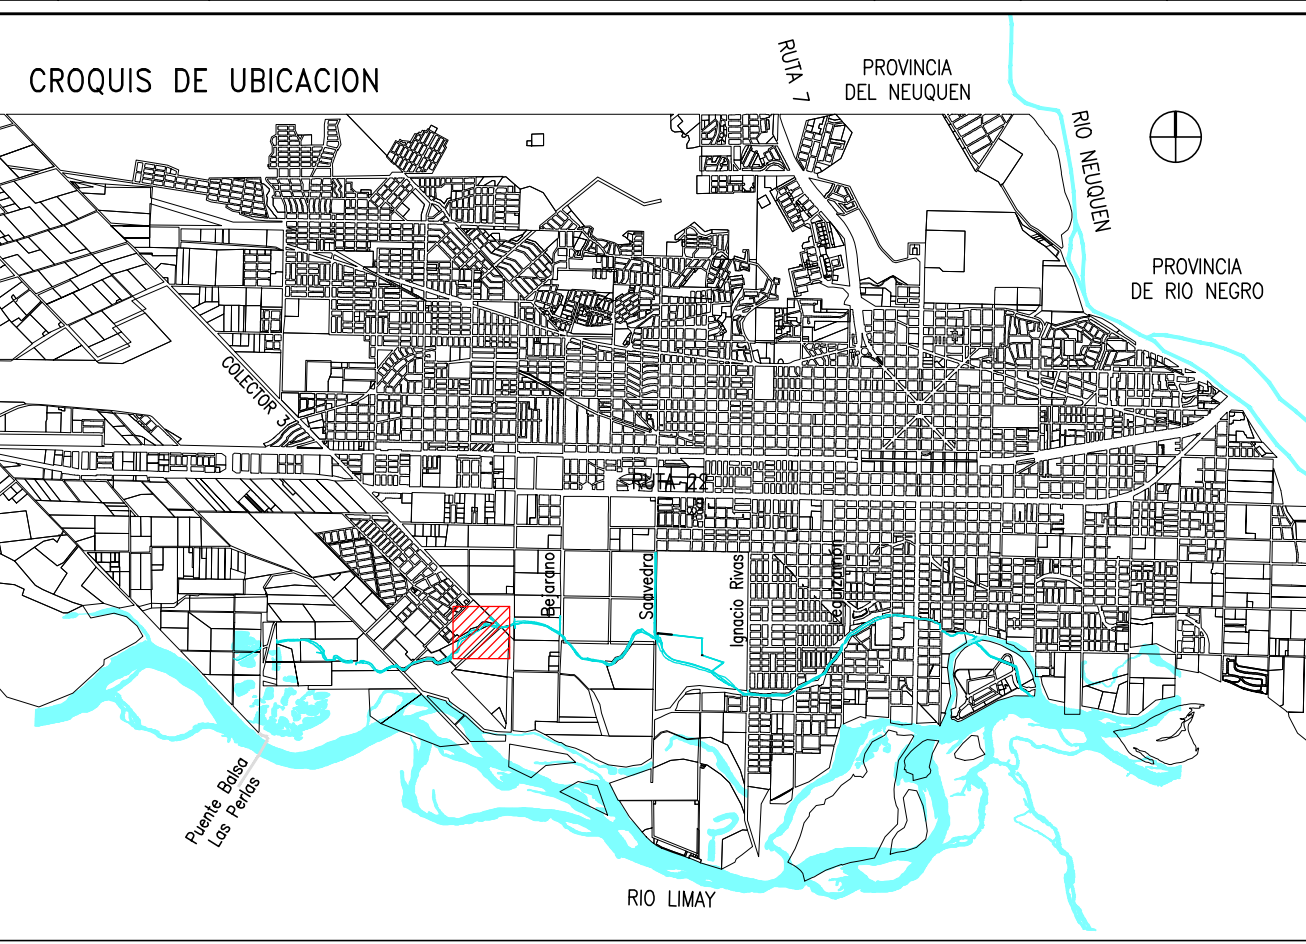 CROQUIS DE UBICACION
RUTA 7
PROVINCIA
DEL NEUQUEN
RIO NEUQUEN
PROVINCIA
DE RIO NEGRO
COLECTOR 3
RUTA 22
Bejarano
Saavedra
Ignacio Rivas
Leguizamón
Puente Balsa
Las Perlas
RIO LIMAY